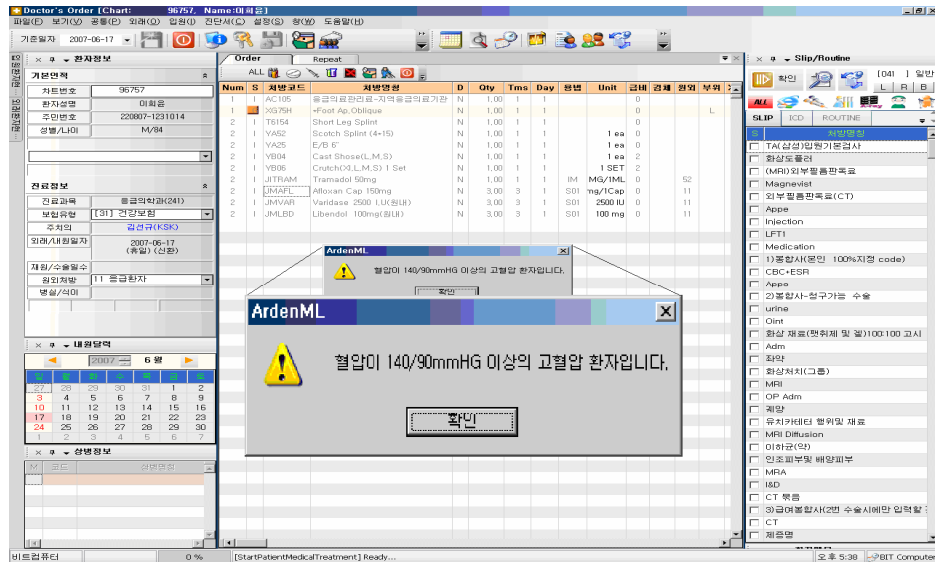 Doctor's Order [Chart: 96757, Name:이희윤]
파일(F) 보기(V) 공통(P) 외래(O) 입원(I) 진단서(C) 설정(S) 창(W) 도움말(H)
기준일자 2007-06-17
환자정보
기본인적
차트번호 96757
환자성명 이희윤
주민번호 220807-1231014
성별/나이 M/84
진료정보
진료과목 응급의학과(241)
보험유형 [31] 건강보험
주치의 김선규(KSK)
외래/내원일자 2007-06-17
(휴일) (신환)
재원/수술일수
원외처방 11 응급환자
병실/식이
내원달력
2007 6 월
일 월 화 수 목 금 토
27 28 29 30 31 1 2
3 4 5 6 7 8 9
10 11 12 13 14 15 16
17 18 19 20 21 22 23
24 25 26 27 28 29 30
1 2 3 4 5 6 7
상병정보
M 코드 상병명칭
Order Repeat
ALL
Num S 처방코드 처방명칭 D Qty Tms Day 용법 Unit 급비 검체 원외 부위
1 I AC105 응급의료관리료-지역응급의료기관 N 1,00 1 1 0
XG75H +Foot Ap,Oblique N 1,00 1 1 0 L
2 I T6154 Short Leg Splint N 1,00 1 1 0
2 I YA52 Scotch Splint (4*15) N 1,00 1 1 1 ea 0
2 I YA25 E/B 6" N 1,00 1 1 1 ea 0
2 I YB04 Cast Shose(L,M,S) N 1,00 1 1 1 ea 2
2 I YB06 Crutch(XI,L,M,S) 1 Set N 1,00 1 1 1 SET 2
2 I JITRAM Tramadol 50mg N 1,00 1 1 IM MG/1ML 0 52
2 I JMAFL Afloxan Cap 150mg N 3,00 3 1 S01 mg/1Cap 0 11
2 I JMVAR Varidase 2500 I.U(원내) N 3,00 3 1 S01 2500 IU 0 11
2 I JMLBD Libendol 100mg(원내) N 3,00 3 1 S01 100 mg 0 11
ArdenML
혈압이 140/90mmHG 이상의 고혈압 환자입니다.
확인
ArdenML
혈압이 140/90mmHG 이상의 고혈압 환자입니다.
확인
Slip/Routine
확인 [041 ] 일반
L R B
ALL
SLIP ICD ROUTINE
S 처방명칭
TA(삼성)입원기본검사
화상도플러
(MRI)외부필름판독료
Magnevist
외부필름판독료(CT)
Appe
Injection
LFT1
Medication
1)봉합사(본인 100%지정 code)
CBC+ESR
Appe
2)봉합사-청구가능 수술
urine
Oint
화상 재료(팻취제 및 겔)100:100 고시
Adm
좌약
화상처치(그룹)
MRI
OP Adm
궤양
유치카테터 행위및 재료
MRI Diffusion
이하균(약)
인조피부및 배양피부
MRA
I&D
CT 묶음
3)급여봉합사(2번 수술시에만 입력할
CT
제증명
비트컴퓨터 0 % [StartPatientMedicalTreatment] Ready... 오후 5:38 BIT Computer